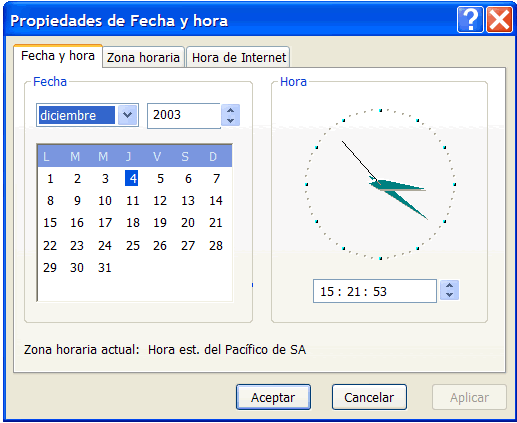 Propiedades de Fecha y hora
Fecha y hora Zona horaria Hora de Internet
Fecha
diciembre 2003
L M M J V S D
1 2 3 4 5 6 7
8 9 10 11 12 13 14
15 16 17 18 19 20 21
22 23 24 25 26 27 28
29 30 31
Hora
15 : 21 : 53
Zona horaria actual: Hora est. del Pacífico de SA
Aceptar Cancelar Aplicar